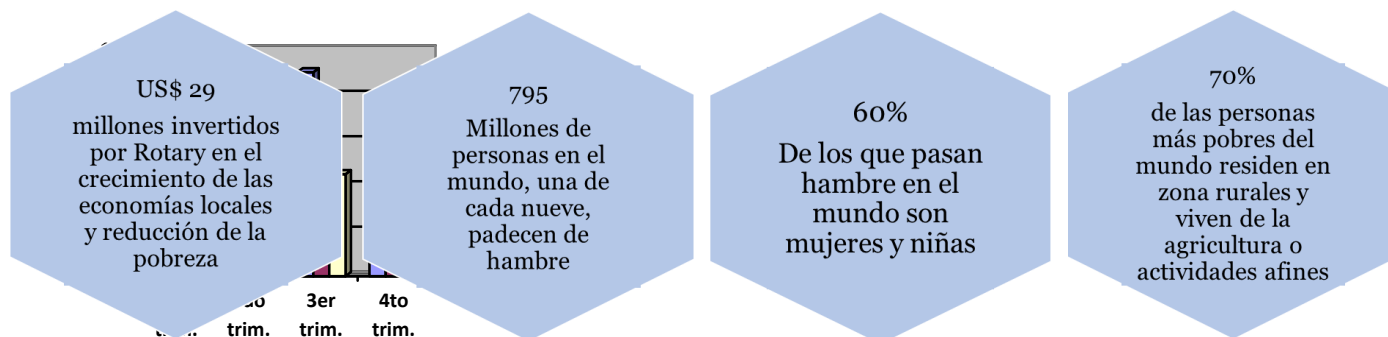 US$ 29
millones invertidos
por Rotary en el
crecimiento de las
economías locales
y reducción de la
pobreza
795
Millones de
personas en el
mundo, una de
cada nueve,
padecen de
hambre
60%
De los que pasan
hambre en el
mundo son
mujeres y niñas
70%
de las personas
más pobres del
mundo residen en
zona rurales y
viven de la
agricultura o
actividades afines
3er
4to
trim.
trim.
trim.